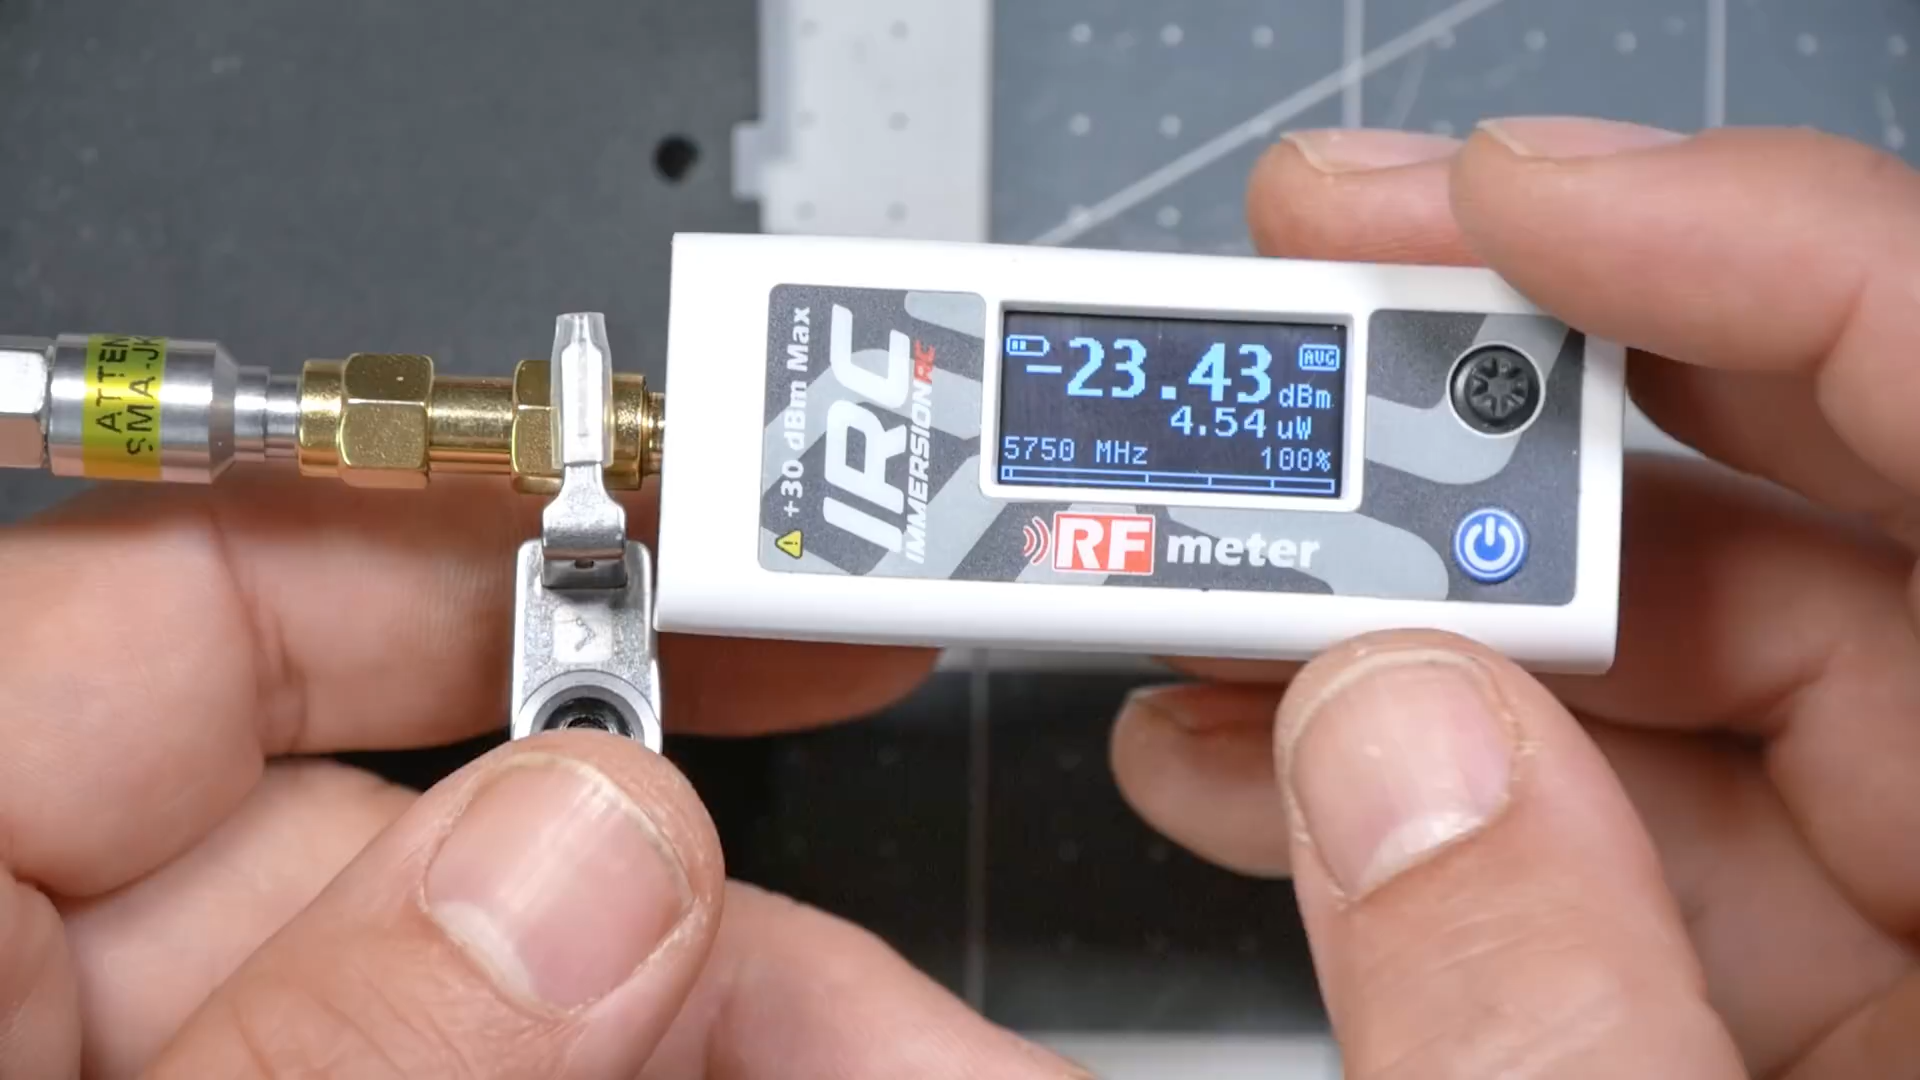 ATTEN
SMA-JK
+30 dBm Max
IRC
IMMERSIONRC
-23.43 dBm
AVG
4.54 uW
5750 MHz 100%
RF meter